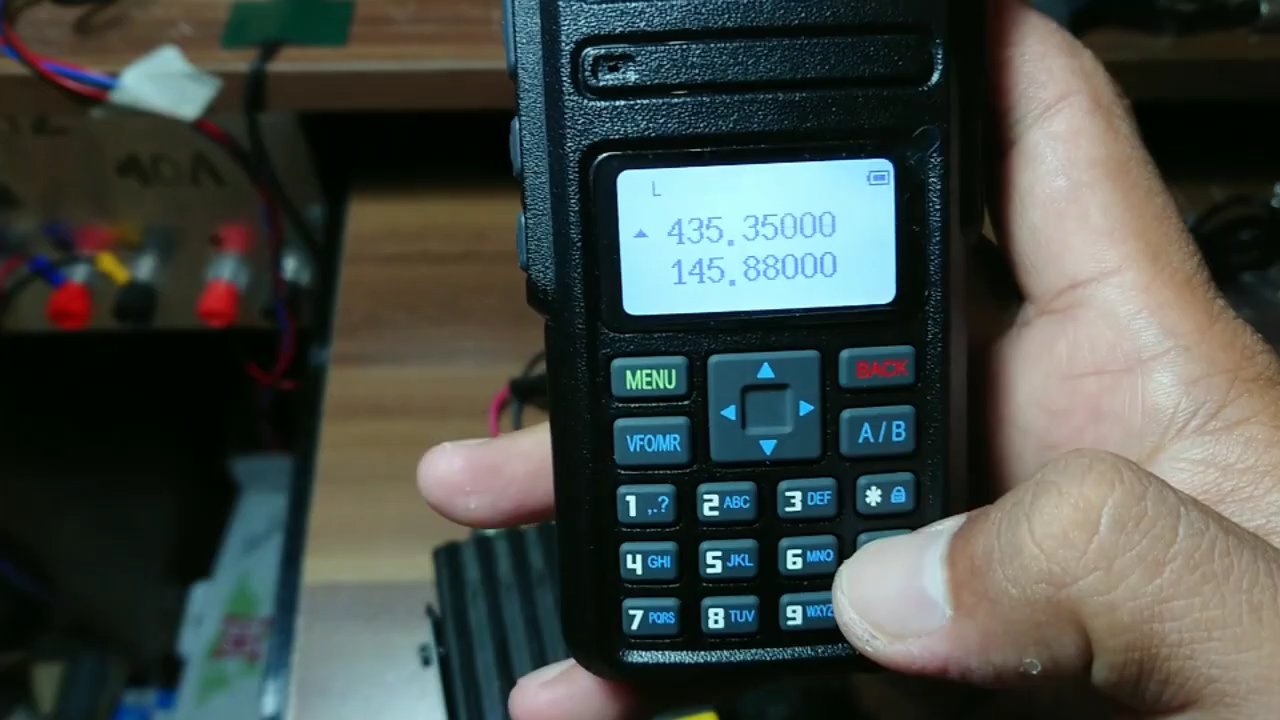 40A
L
435.35000
145.88000
MENU
BACK
VFO/MR
A/B
1 ,.? 2 ABC 3 DEF *
4 GHI 5 JKL 6 MNO
7 PQRS 8 TUV 9 WXYZ